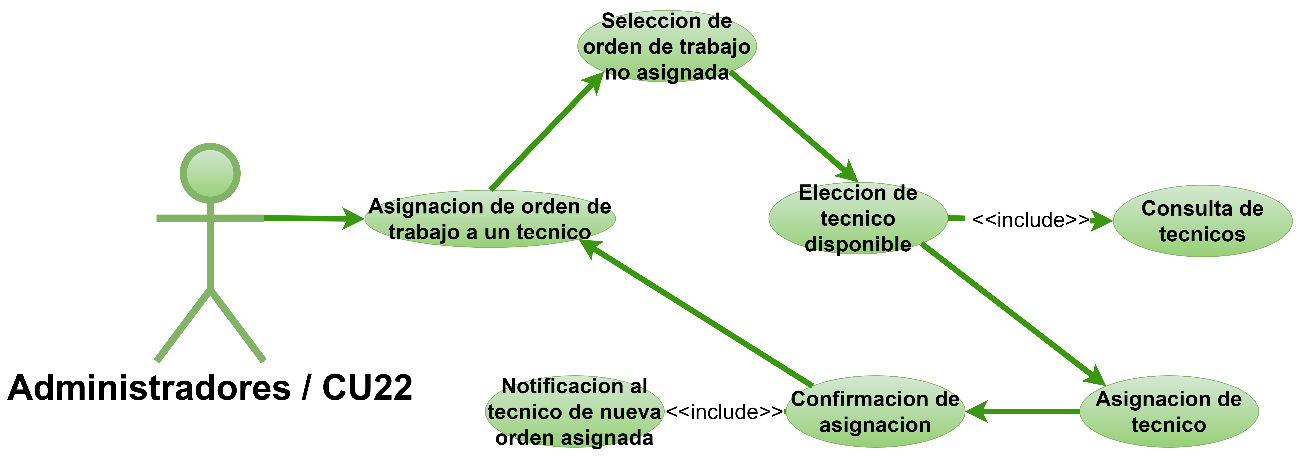 Seleccion de
orden de trabajo
no asignada
Asignacion de orden de
trabajo a un tecnico
Eleccion de
tecnico
disponible
<<include>>
Consulta de
tecnicos
Administradores / CU22
Notificacion al
tecnico de nueva
orden asignada
<<include>>
Confirmacion de
asignacion
Asignacion de
tecnico